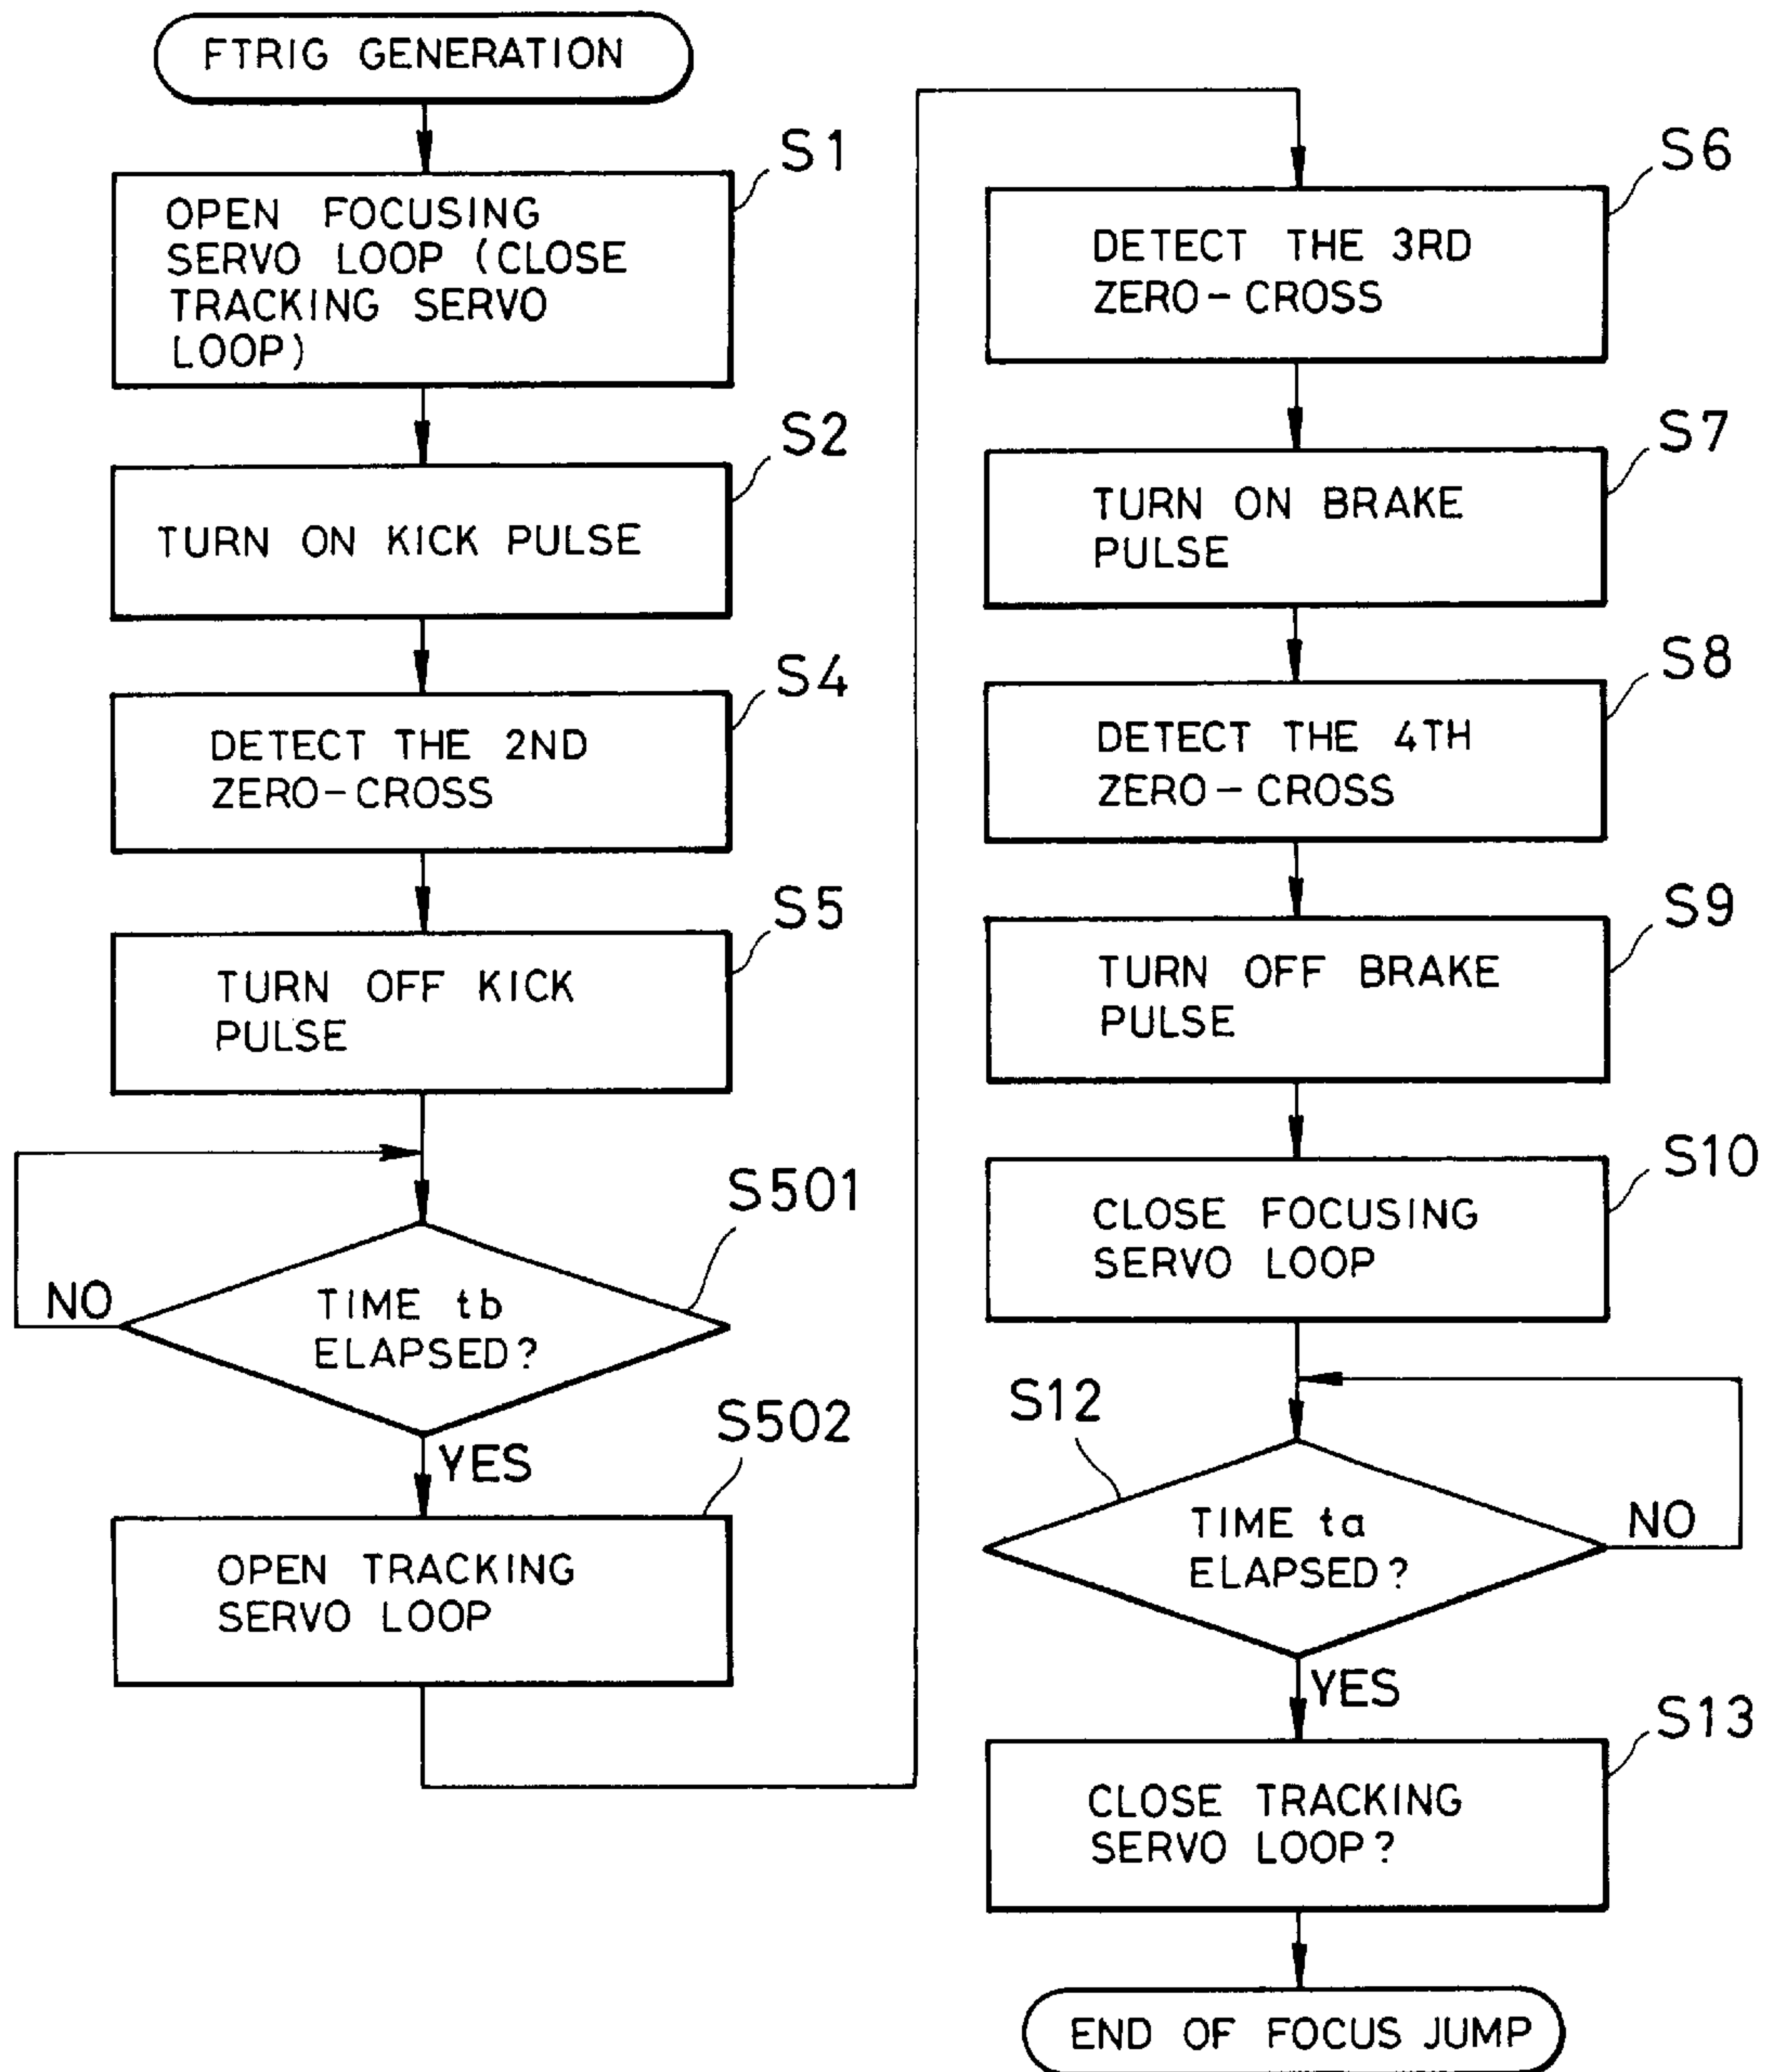 FTRIG GENERATION
S1
OPEN FOCUSING
SERVO LOOP (CLOSE
TRACKING SERVO
LOOP)
S2
TURN ON KICK PULSE
S4
DETECT THE 2ND
ZERO-CROSS
S5
TURN OFF KICK
PULSE
S501
TIME tb
ELAPSED?
NO
YES
S502
OPEN TRACKING
SERVO LOOP
S6
DETECT THE 3RD
ZERO-CROSS
S7
TURN ON BRAKE
PULSE
S8
DETECT THE 4TH
ZERO-CROSS
S9
TURN OFF BRAKE
PULSE
S10
CLOSE FOCUSING
SERVO LOOP
S12
TIME ta
ELAPSED?
NO
YES
S13
CLOSE TRACKING
SERVO LOOP?
END OF FOCUS JUMP